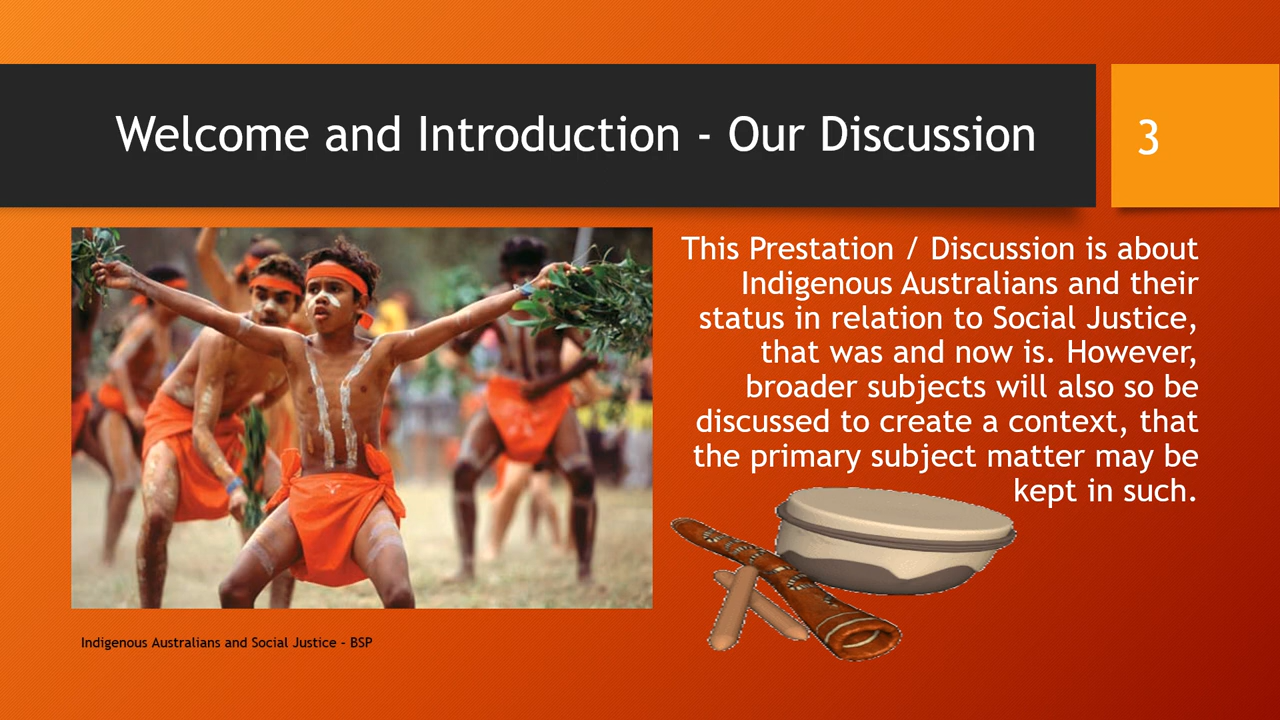 Welcome and Introduction - Our Discussion
3
This Prestation / Discussion is about
Indigenous Australians and their
status in relation to Social Justice,
that was and now is. However,
broader subjects will also so be
discussed to create a context, that
the primary subject matter may be
kept in such.
Indigenous Australians and Social Justice - BSP